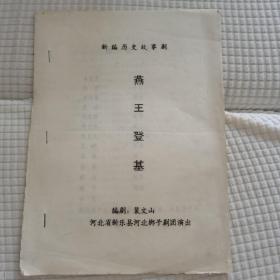 新编历史故事剧
燕王登基
编剧：裴文山
河北省新乐县河北梆子剧团演出